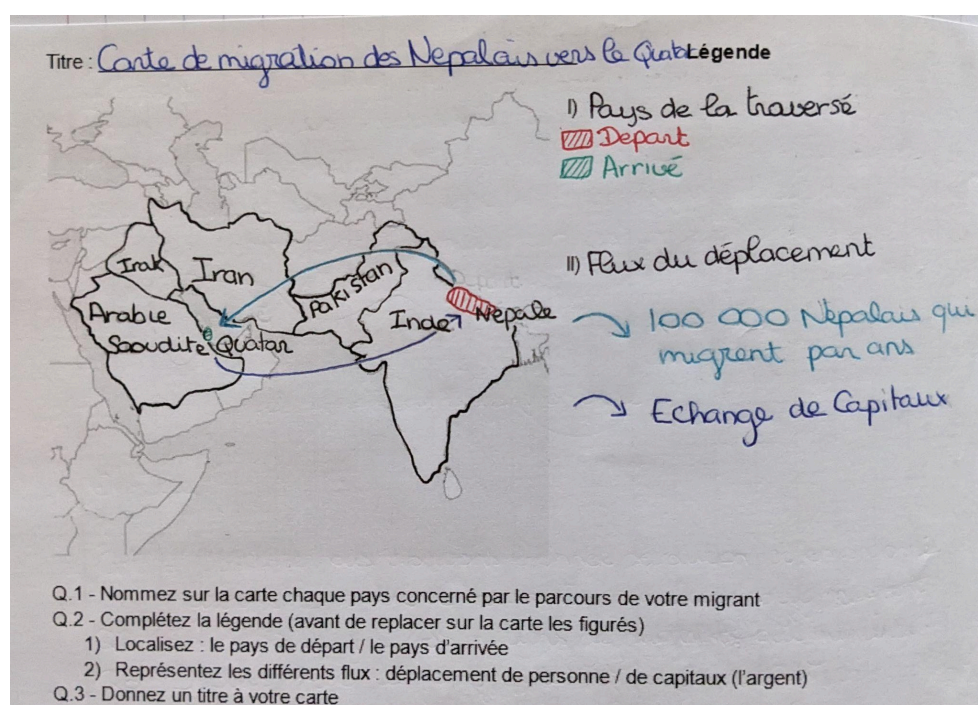 Titre : Carte de migration des Nepalais vers le Quatar
Légende
I) Pays de la traversé
Depart
Arrivé
Irak
Iran
Pakistan
Arabie
Saoudite
Quatar
Inde
Népale
II) Flux du déplacement
100 000 Népalais qui
migrent par ans
Echange de Capitaux
Q.1 - Nommez sur la carte chaque pays concerné par le parcours de votre migrant
Q.2 - Complétez la légende (avant de replacer sur la carte les figurés)
1) Localisez : le pays de départ / le pays d'arrivée
2) Représentez les différents flux : déplacement de personne / de capitaux (l'argent)
Q.3 - Donnez un titre à votre carte